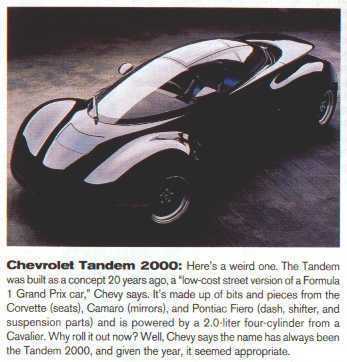 Chevrolet Tandem 2000: Here's a weird one. The Tandem
was built as a concept 20 years ago, a "low-cost street version of a Formula
1 Grand Prix car," Chevy says. It's made up of bits and pieces from the
Corvette (seats), Camaro (mirrors), and Pontiac Fiero (dash, shifter, and
suspension parts) and is powered by a 2.0-liter four-cylinder from a
Cavalier. Why roll it out now? Well, Chevy says the name has always been
the Tandem 2000, and given the year, it seemed appropriate.